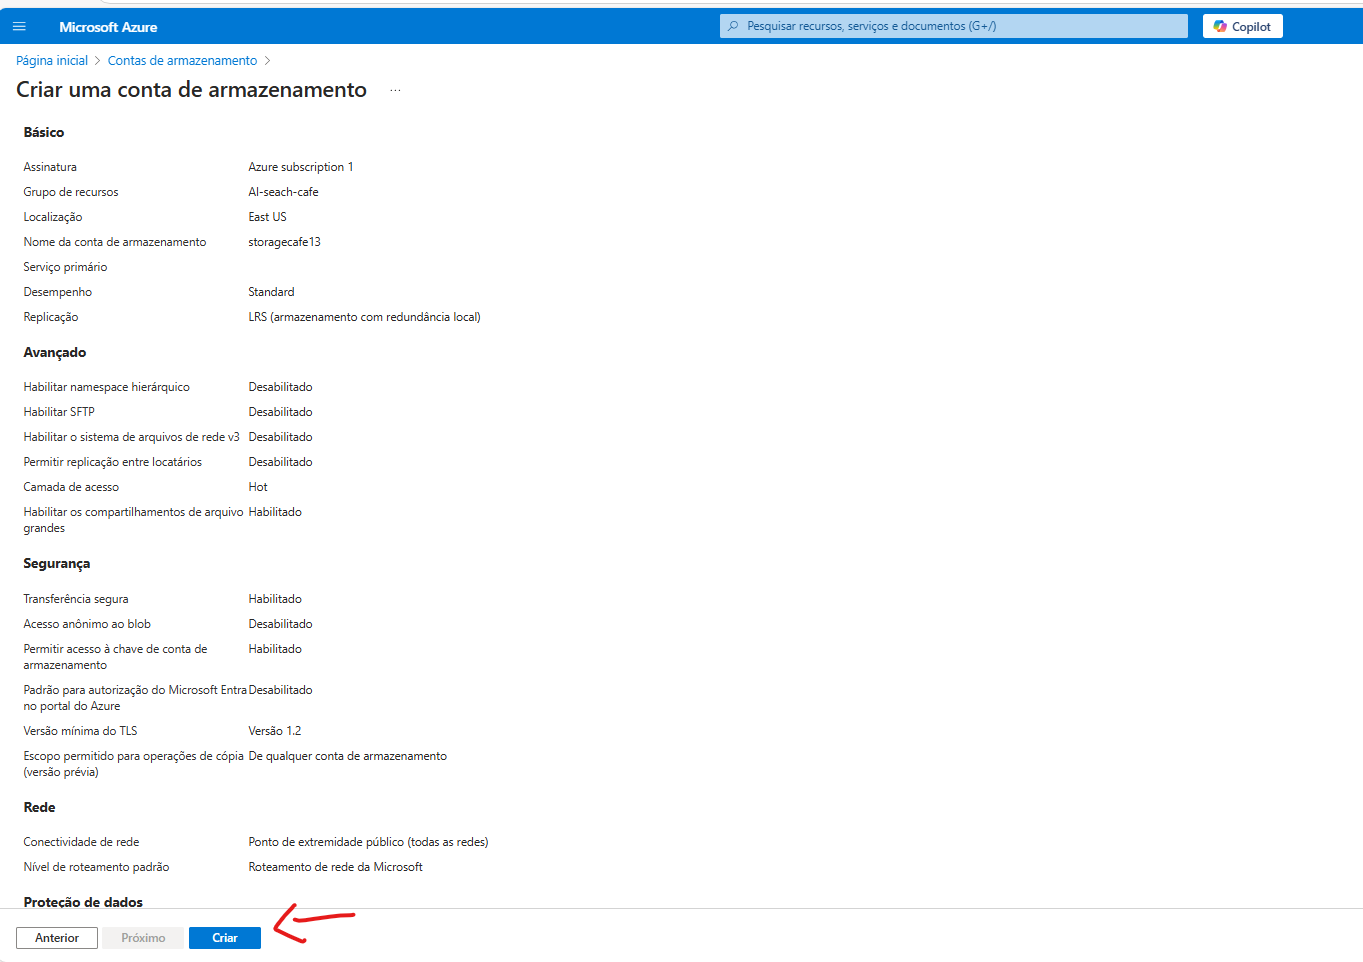 Microsoft Azure
Pesquisar recursos, serviços e documentos (G+/)
Copilot
Página inicial > Contas de armazenamento >
Criar uma conta de armazenamento ...
Básico
Assinatura Azure subscription 1
Grupo de recursos AI-seach-cafe
Localização East US
Nome da conta de armazenamento storagecafe13
Serviço primário
Desempenho Standard
Replicação LRS (armazenamento com redundância local)
Avançado
Habilitar namespace hierárquico Desabilitado
Habilitar SFTP Desabilitado
Habilitar o sistema de arquivos de rede v3 Desabilitado
Permitir replicação entre locatários Desabilitado
Camada de acesso Hot
Habilitar os compartilhamentos de arquivo Habilitado
grandes
Segurança
Transferência segura Habilitado
Acesso anônimo ao blob Desabilitado
Permitir acesso à chave de conta de Habilitado
armazenamento
Padrão para autorização do Microsoft Entra Desabilitado
no portal do Azure
Versão mínima do TLS Versão 1.2
Escopo permitido para operações de cópia De qualquer conta de armazenamento
(versão prévia)
Rede
Conectividade de rede Ponto de extremidade público (todas as redes)
Nível de roteamento padrão Roteamento de rede da Microsoft
Proteção de dados
Anterior Próximo Criar